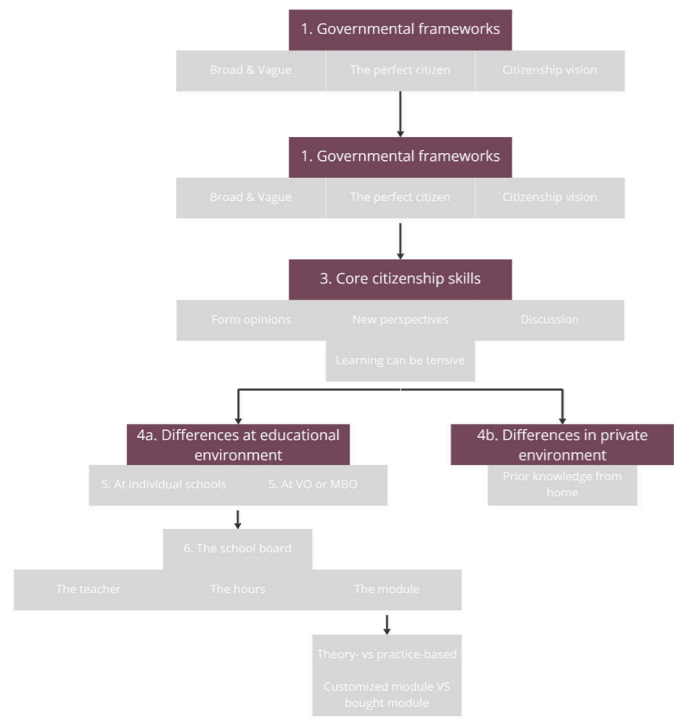 1. Governmental frameworks
Broad & Vague
The perfect citizen
Citizenship vision
1. Governmental frameworks
Broad & Vague
The perfect citizen
Citizenship vision
3. Core citizenship skills
Form opinions
New perspectives
Discussion
Learning can be tensive
4a. Differences at educational
environment
4b. Differences in private
environment
5. At individual schools
5. At VO or MBO
Prior knowledge from
home
6. The school board
The teacher
The hours
The module
Theory- vs practice-based
Customized module VS
bought module